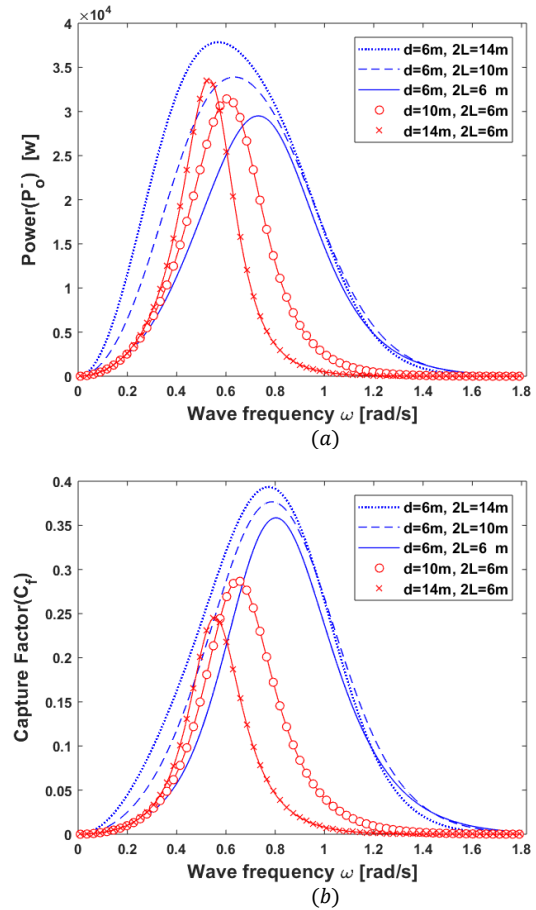 ×10⁴
4
3.5
3
2.5
2
1.5
1
0.5
0
Power(P⁻ₒ) [w]
d=6m, 2L=14m
d=6m, 2L=10m
d=6m, 2L=6 m
d=10m, 2L=6m
d=14m, 2L=6m
0 0.2 0.4 0.6 0.8 1 1.2 1.4 1.6 1.8
Wave frequency ω [rad/s]
(a)
0.4
0.35
0.3
0.25
0.2
0.15
0.1
0.05
0
Capture Factor(C_f)
d=6m, 2L=14m
d=6m, 2L=10m
d=6m, 2L=6 m
d=10m, 2L=6m
d=14m, 2L=6m
0 0.2 0.4 0.6 0.8 1 1.2 1.4 1.6 1.8
Wave frequency ω [rad/s]
(b)